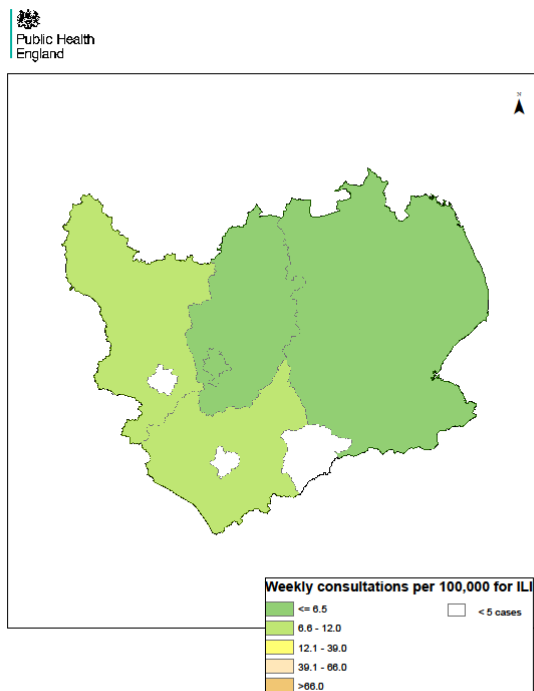 Public Health
England
Weekly consultations per 100,000 for ILI
<= 6.5
< 5 cases
6.6 - 12.0
12.1 - 39.0
39.1 - 66.0
>66.0